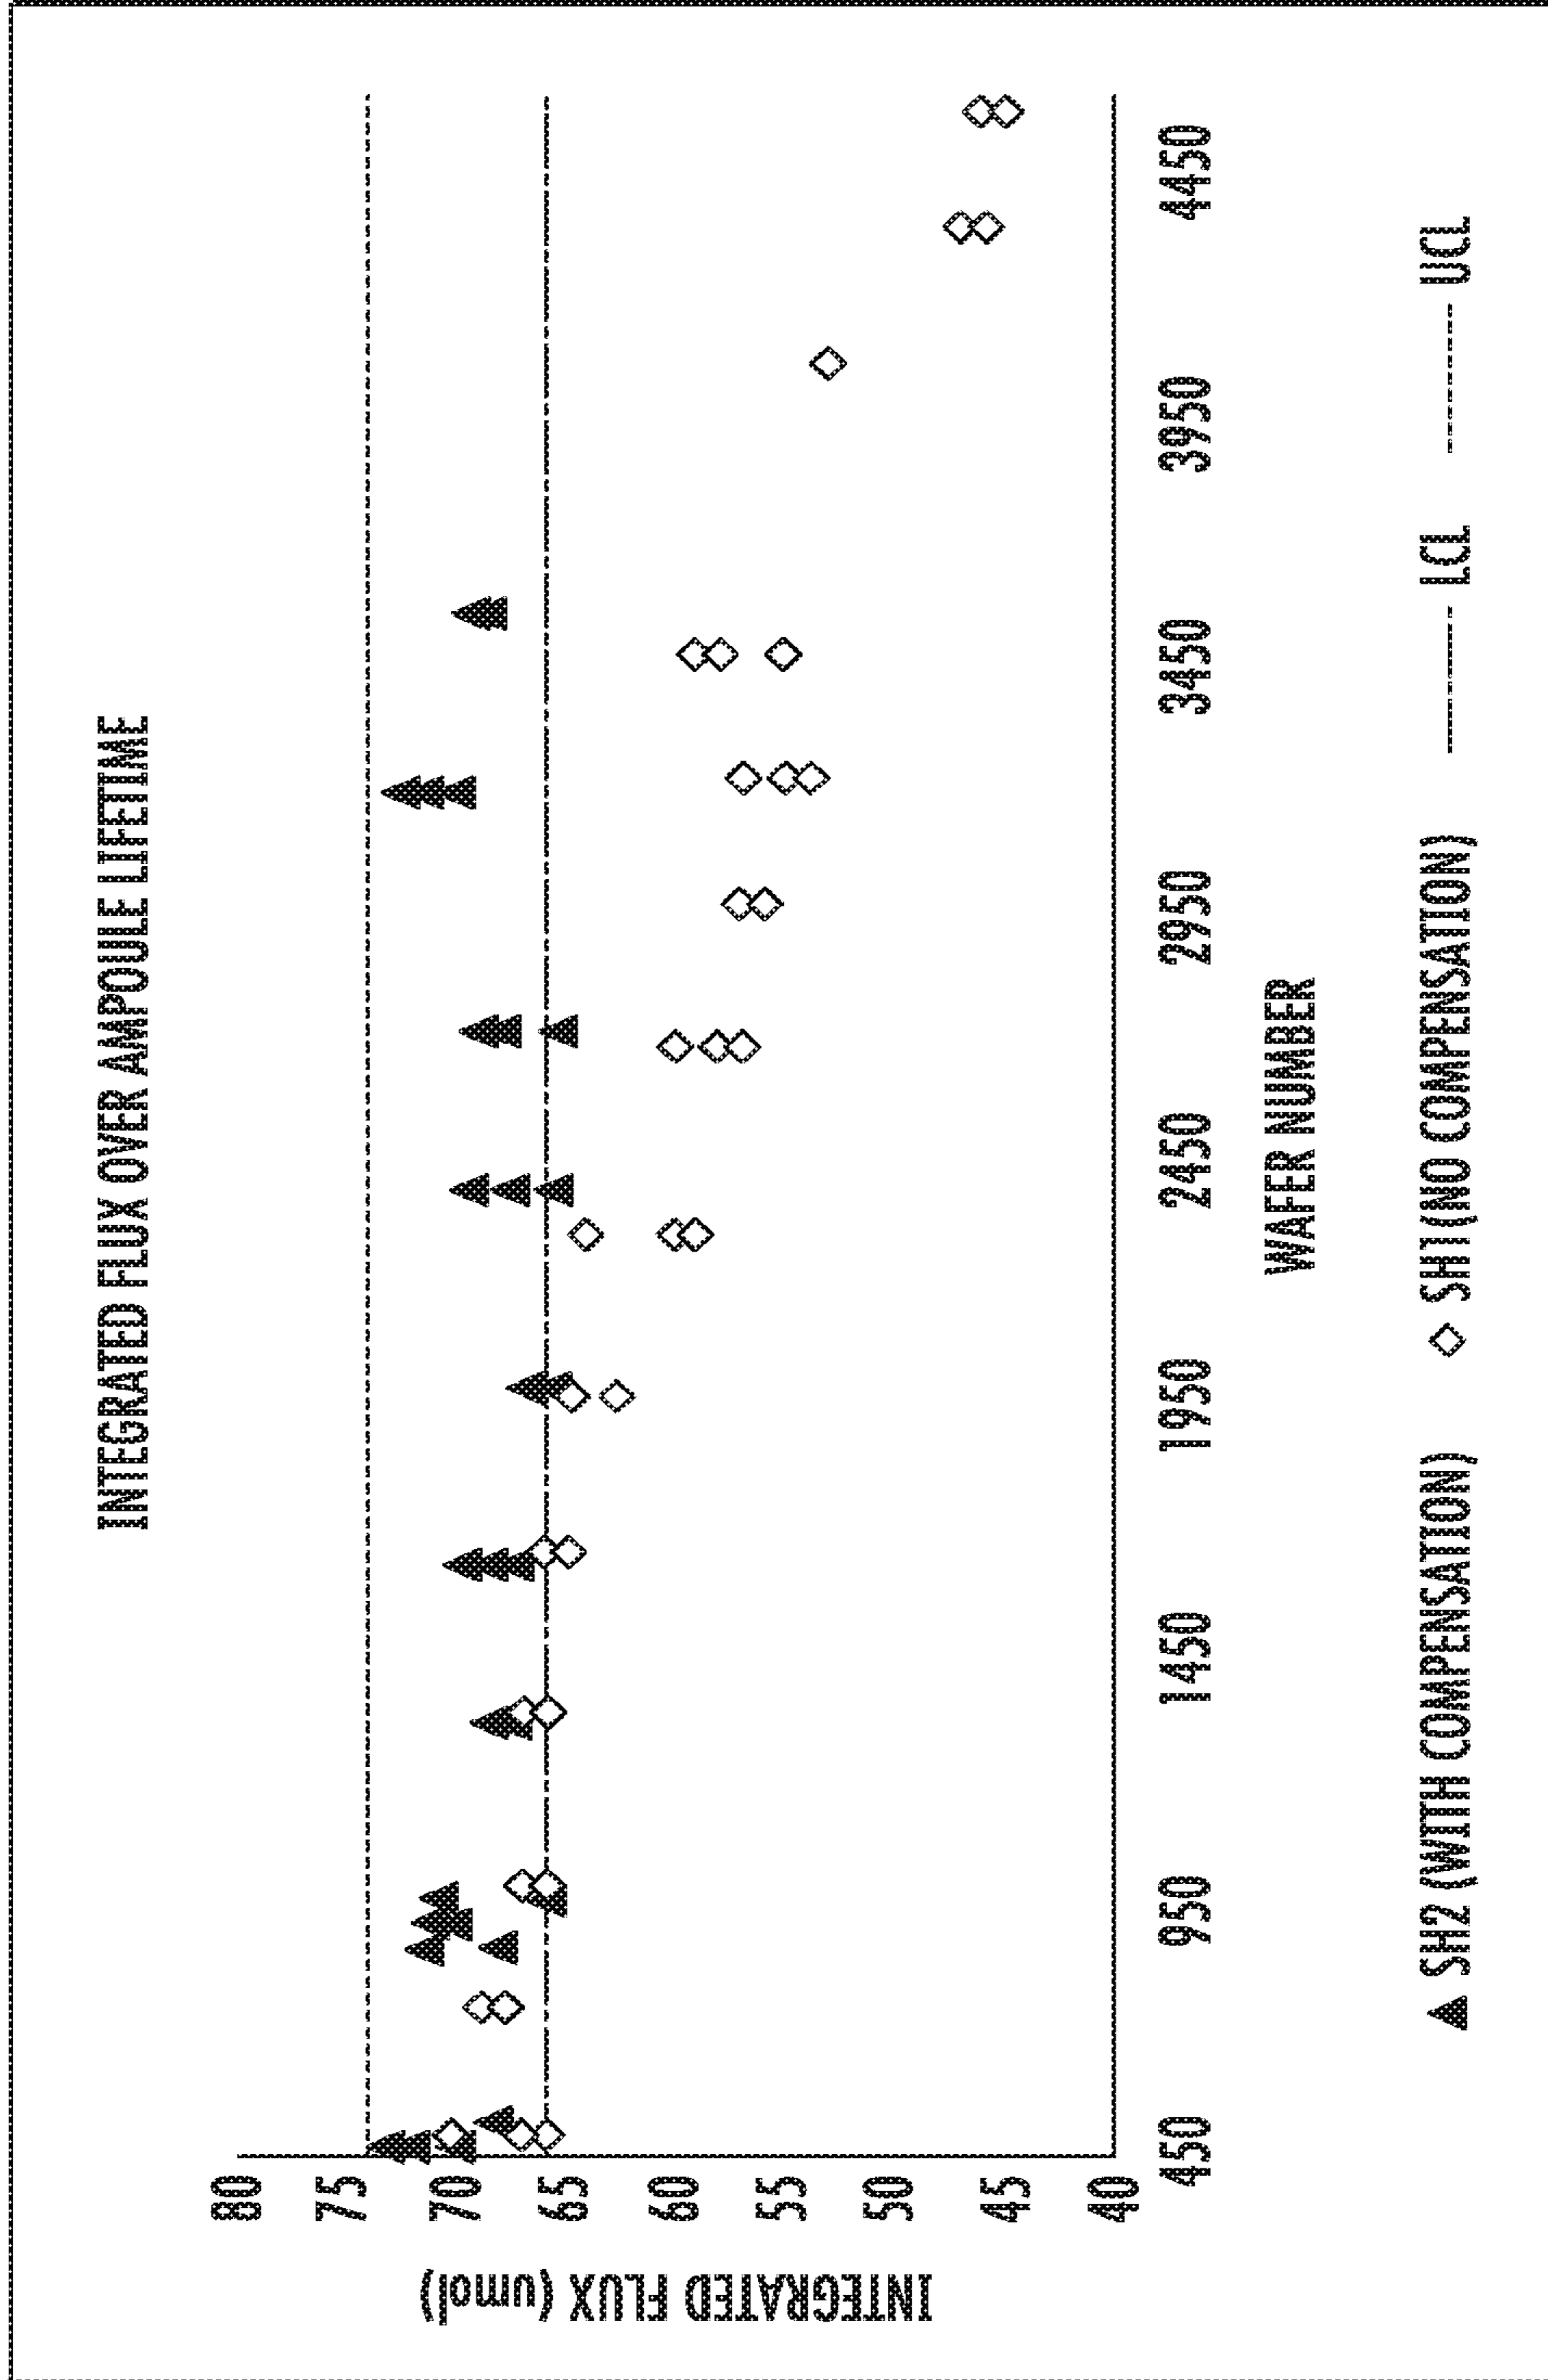 INTEGRATED FLUX OVER AMPOULE LIFETIME
INTEGRATED FLUX (umol)
80
75
70
65
60
55
50
45
40
450 950 1450 1950 2450 2950 3450 3950 4450
WAFER NUMBER
SH2 (WITH COMPENSATION) SH1(NO COMPENSATION) LCL UCL